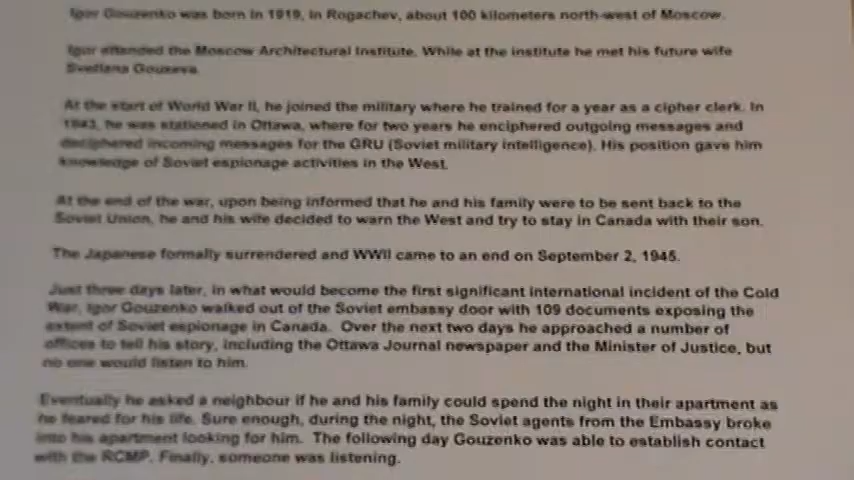 Igor Gouzenko was born in 1919, in Rogachev, about 100 kilometers north-west of Moscow.
Igor attended the Moscow Architectural Institute. While at the institute he met his future wife
Svetlana Gouseva.
At the start of World War II, he joined the military where he trained for a year as a cipher clerk. In
1943, he was stationed in Ottawa, where for two years he enciphered outgoing messages and
deciphered incoming messages for the GRU (Soviet military intelligence). His position gave him
knowledge of Soviet espionage activities in the West.
At the end of the war, upon being informed that he and his family were to be sent back to the
Soviet Union, he and his wife decided to warn the West and try to stay in Canada with their son.
The Japanese formally surrendered and WWII came to an end on September 2, 1945.
Just three days later, in what would become the first significant international incident of the Cold
War, Igor Gouzenko walked out of the Soviet embassy door with 109 documents exposing the
extent of Soviet espionage in Canada. Over the next two days he approached a number of
offices to tell his story, including the Ottawa Journal newspaper and the Minister of Justice, but
no one would listen to him.
Eventually he asked a neighbour if he and his family could spend the night in their apartment as
he feared for his life. Sure enough, during the night, the Soviet agents from the Embassy broke
into his apartment looking for him. The following day Gouzenko was able to establish contact
with the RCMP. Finally, someone was listening.